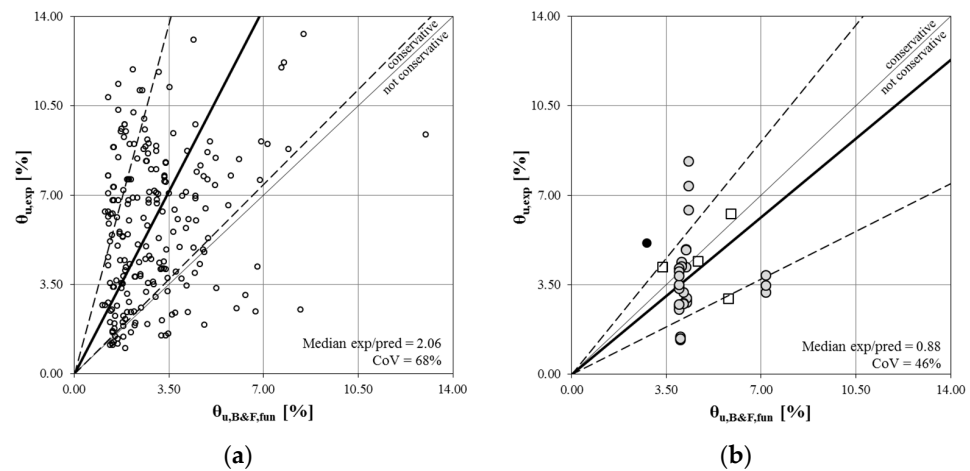 14.00
10.50
7.00
3.50
0.00
θu,exp [%]
conservative
not conservative
Median exp/pred = 2.06
CoV = 68%
0.00 3.50 7.00 10.50 14.00
θu,B&F,fun [%]
(a)
14.00
10.50
7.00
3.50
0.00
θu,exp [%]
conservative
not conservative
Median exp/pred = 0.88
CoV = 46%
0.00 3.50 7.00 10.50 14.00
θu,B&F,fun [%]
(b)